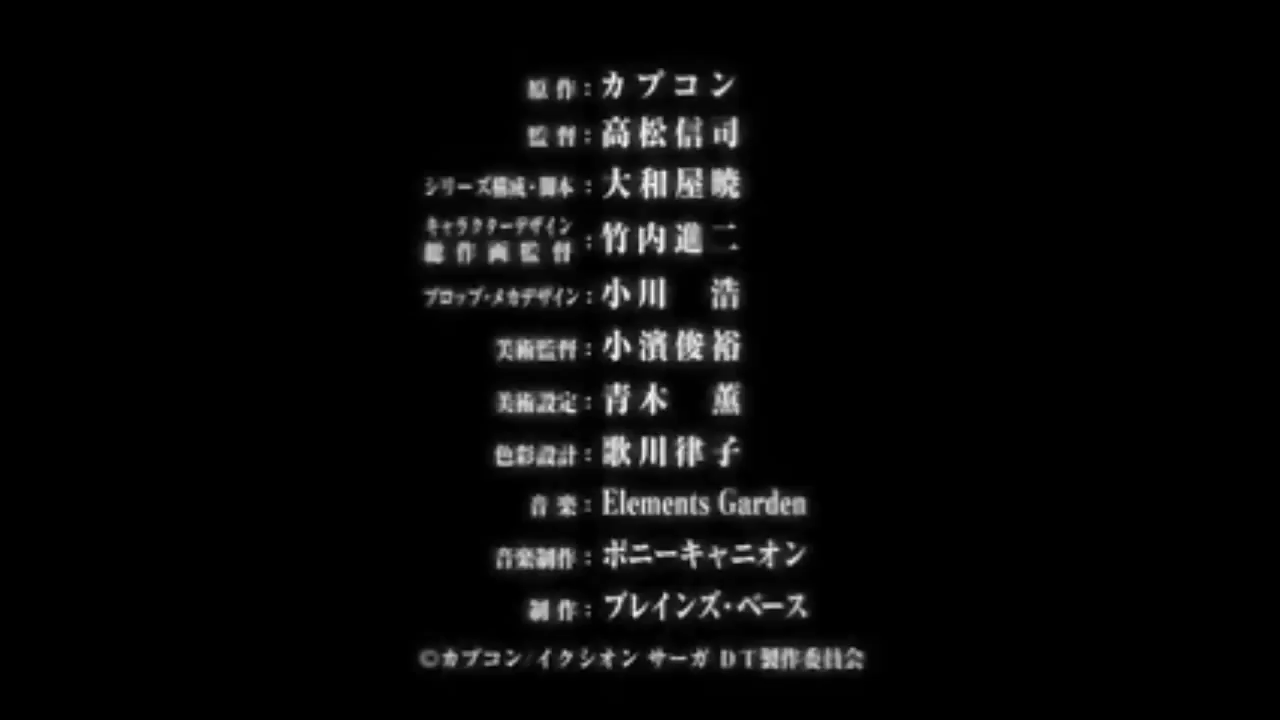 原作：カプコン
監督：高松信司
シリーズ構成・脚本：大和屋暁
キャラクターデザイン
総作画監督：竹内進二
プロップ・メカデザイン：小川 浩
美術監督：小濱俊裕
美術設定：青木 薫
色彩設計：歌川律子
音楽：Elements Garden
音楽制作：ポニーキャニオン
制作：ブレインズ・ベース
©カプコン/イクシオン サーガ DT製作委員会